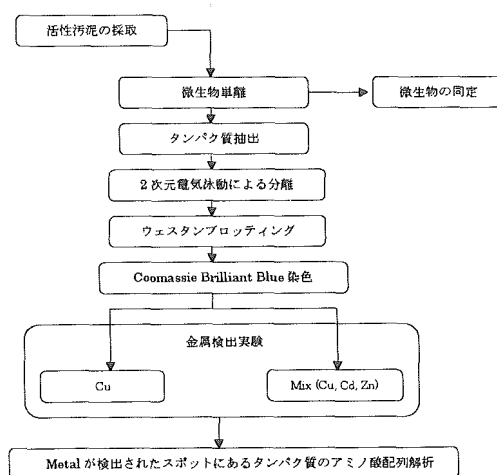 活性汚泥の採取
微生物単離
微生物の同定
タンパク質抽出
2次元電気泳動による分離
ウェスタンブロッティング
Coomassie Brilliant Blue 染色
金属検出実験
Cu
Mix (Cu, Cd, Zn)
Metal が検出されたスポットにあるタンパク質のアミノ酸配列解析